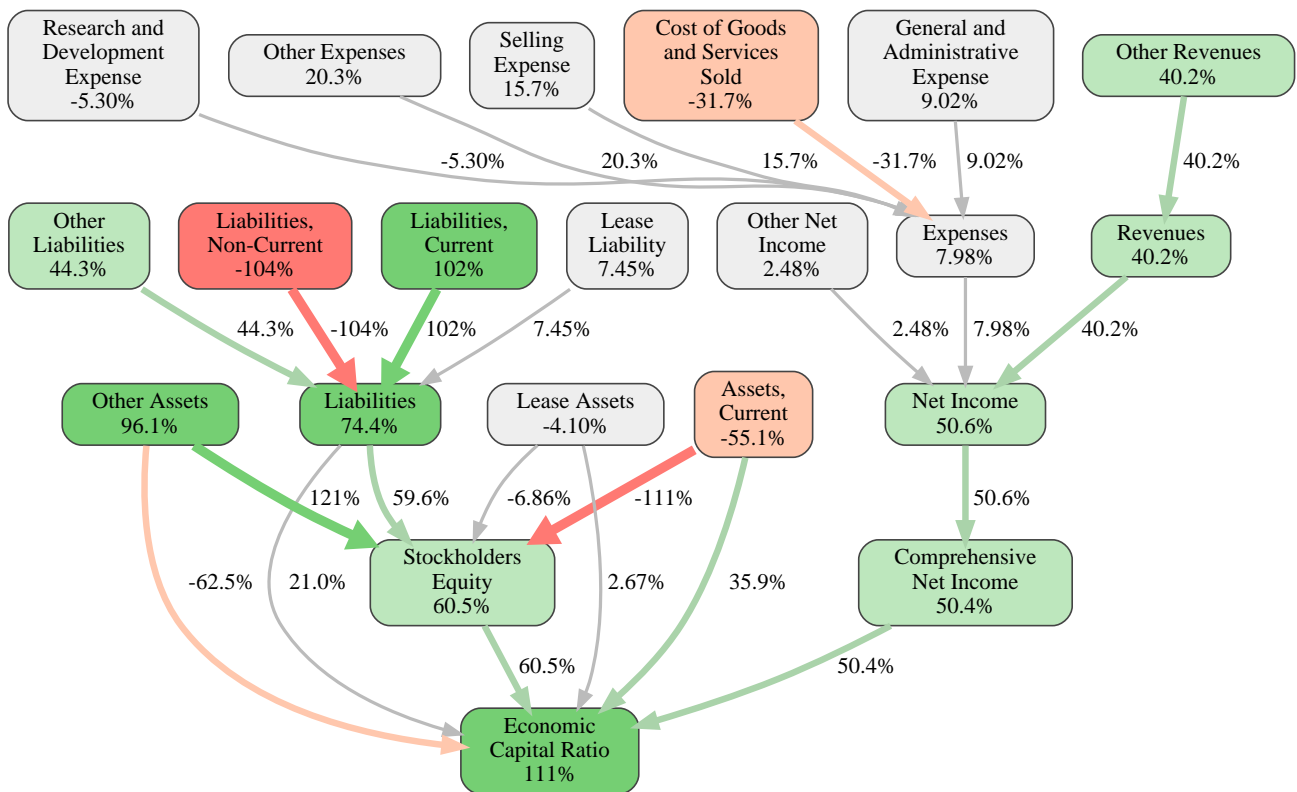 Research and
Development
Expense
-5.30%
Other Expenses
20.3%
Selling
Expense
15.7%
Cost of Goods
and Services
Sold
-31.7%
General and
Administrative
Expense
9.02%
Other Revenues
40.2%
-5.30%
20.3%
15.7%
-31.7%
9.02%
40.2%
Other
Liabilities
44.3%
Liabilities,
Non-Current
-104%
Liabilities,
Current
102%
Lease
Liability
7.45%
Other Net
Income
2.48%
Expenses
7.98%
Revenues
40.2%
44.3%
-104%
102%
7.45%
2.48%
7.98%
40.2%
Other Assets
96.1%
Liabilities
74.4%
Lease Assets
-4.10%
Assets,
Current
-55.1%
Net Income
50.6%
121%
59.6%
-6.86%
-111%
50.6%
Stockholders
Equity
60.5%
Comprehensive
Net Income
50.4%
-62.5%
21.0%
2.67%
35.9%
60.5%
50.4%
Economic
Capital Ratio
111%